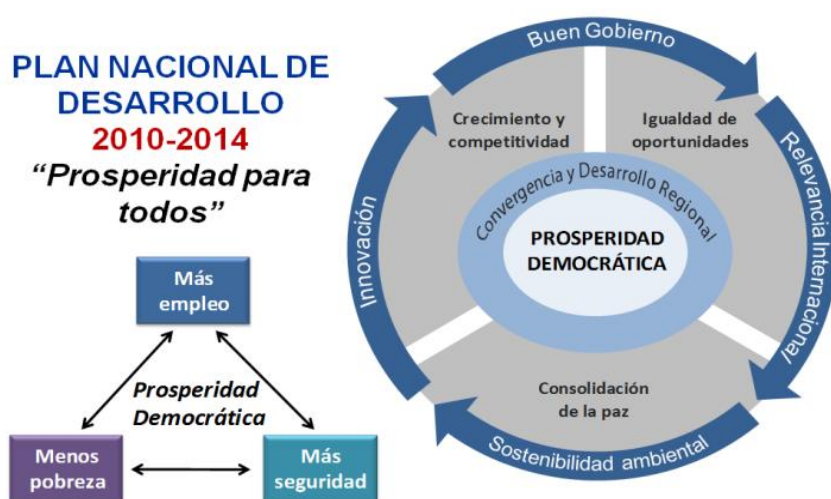 PLAN NACIONAL DE
DESARROLLO
2010-2014
“Prosperidad para
todos”
Más
empleo
Prosperidad
Democrática
Menos
pobreza
Más
seguridad
Buen Gobierno
Crecimiento y
competitividad
Igualdad de
oportunidades
Innovación
Relevancia Internacional
Convergencia y Desarrollo Regional
PROSPERIDAD
DEMOCRÁTICA
Consolidación
de la paz
Sostenibilidad ambiental